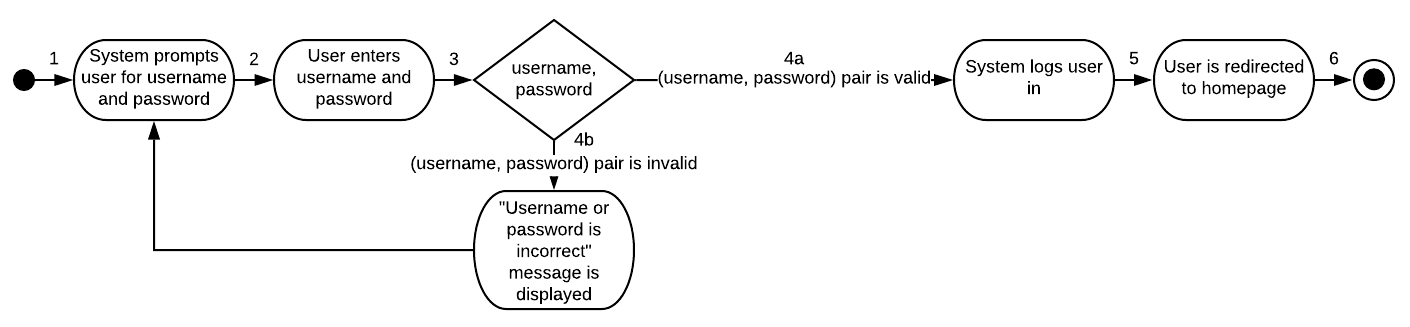 1
System prompts
user for username
and password
2
User enters
username and
password
3
username,
password
4a
(username, password) pair is valid
System logs user
in
5
User is redirected
to homepage
6
4b
(username, password) pair is invalid
"Username or
password is
incorrect"
message is
displayed